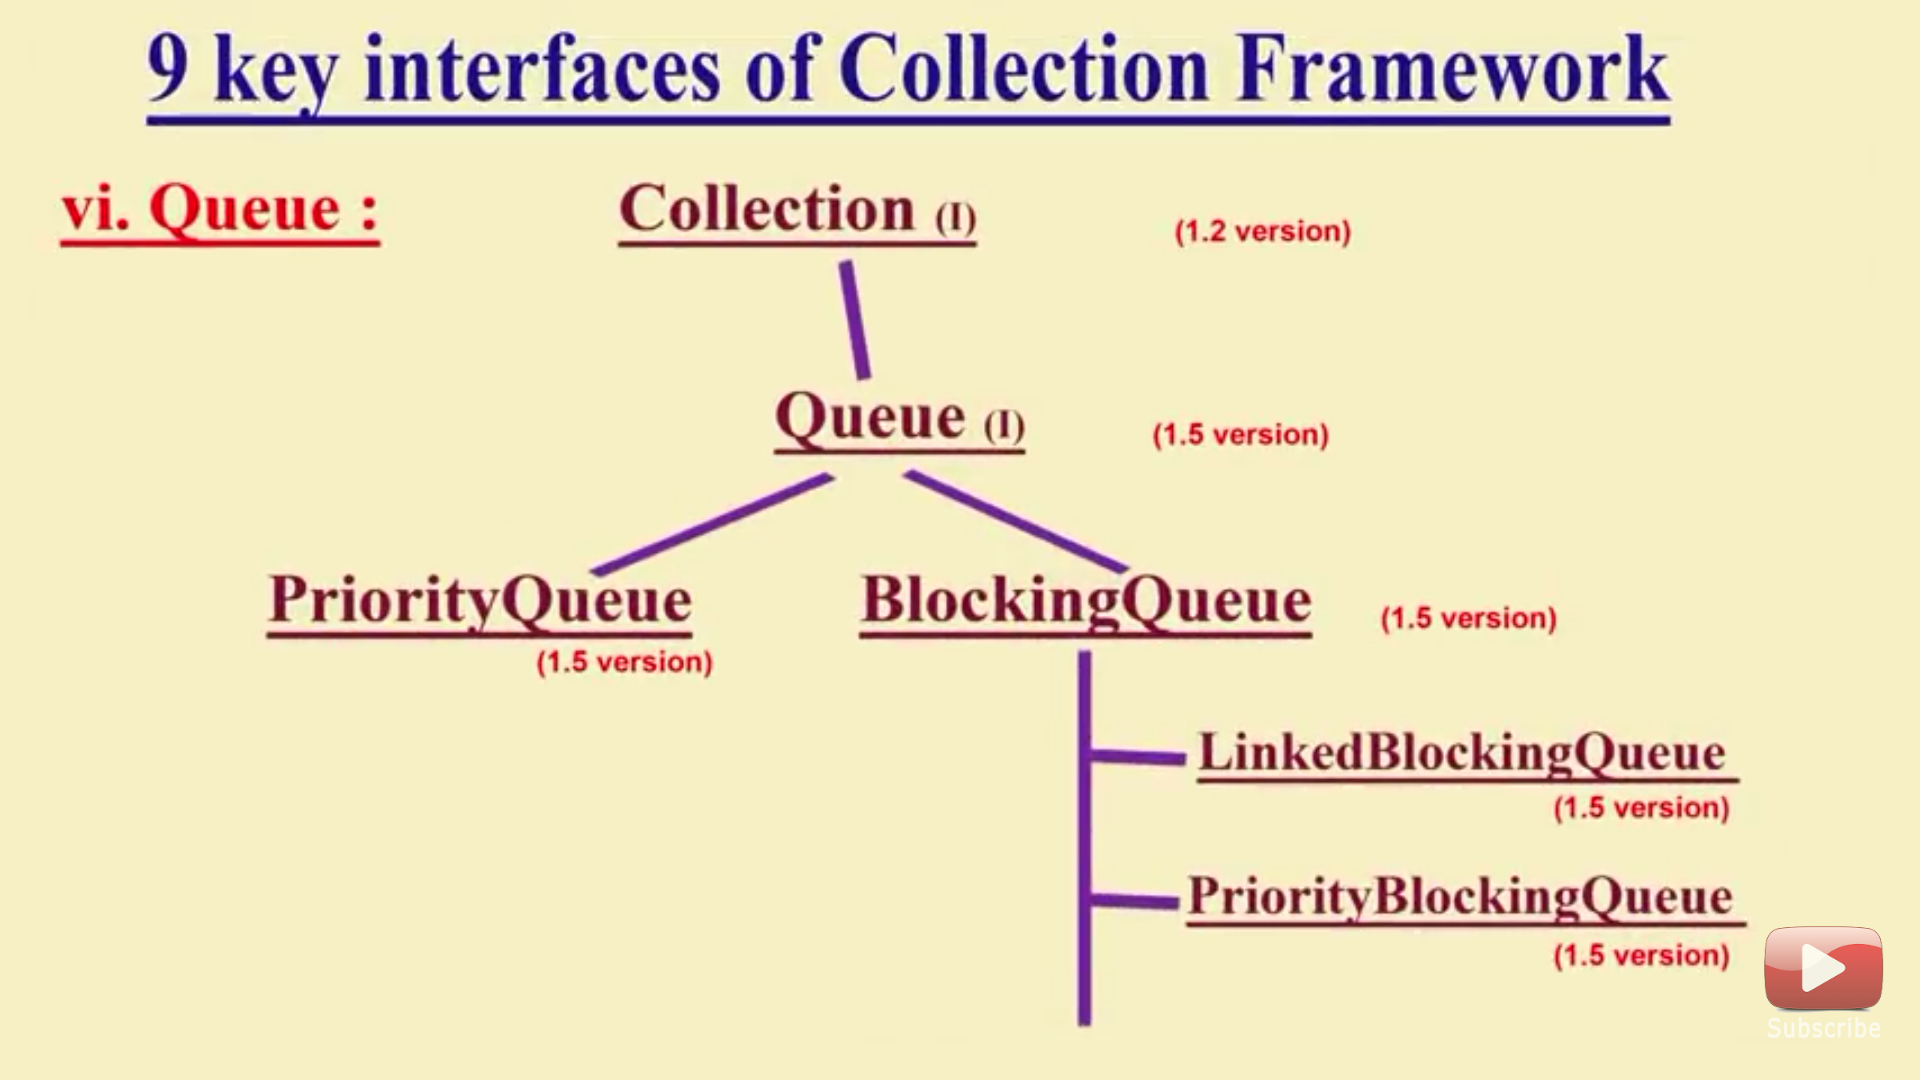 9 key interfaces of Collection Framework
vi. Queue :
Collection (I)
(1.2 version)
Queue (I)
(1.5 version)
PriorityQueue
(1.5 version)
BlockingQueue
(1.5 version)
LinkedBlockingQueue
(1.5 version)
PriorityBlockingQueue
(1.5 version)
Subscribe